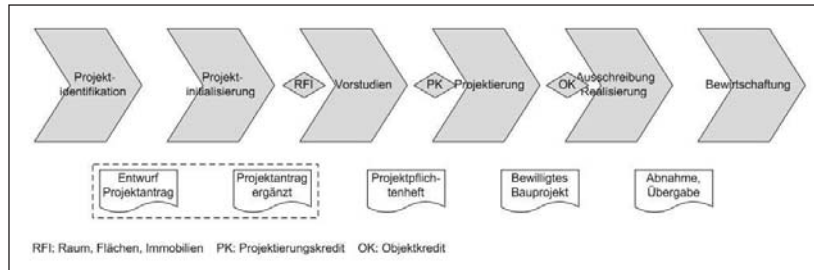 Projekt-
identifikation
Projekt-
initialisierung
RFI
Vorstudien
PK
Projektierung
OK
Ausschreibung
Realisierung
Bewirtschaftung
Entwurf
Projektantrag
Projektantrag
ergänzt
Projektpflich-
tenheft
Bewilligtes
Bauprojekt
Abnahme,
Übergabe
RFI: Raum, Flächen, Immobilien PK: Projektierungskredit OK: Objektkredit